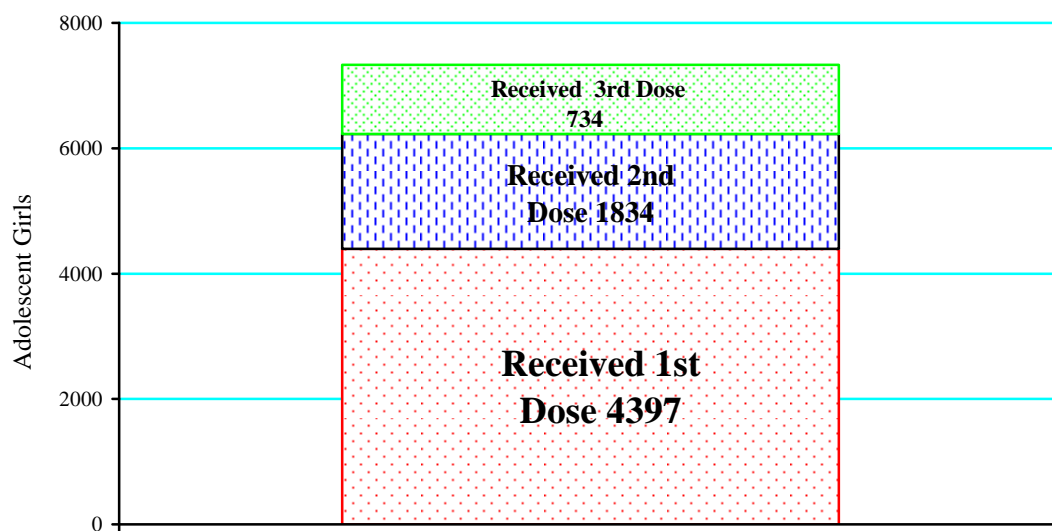 8000
Received 3rd Dose
734
6000
Received 2nd
Dose 1834
4000
Received 1st
Dose 4397
2000
0
Adolescent Girls